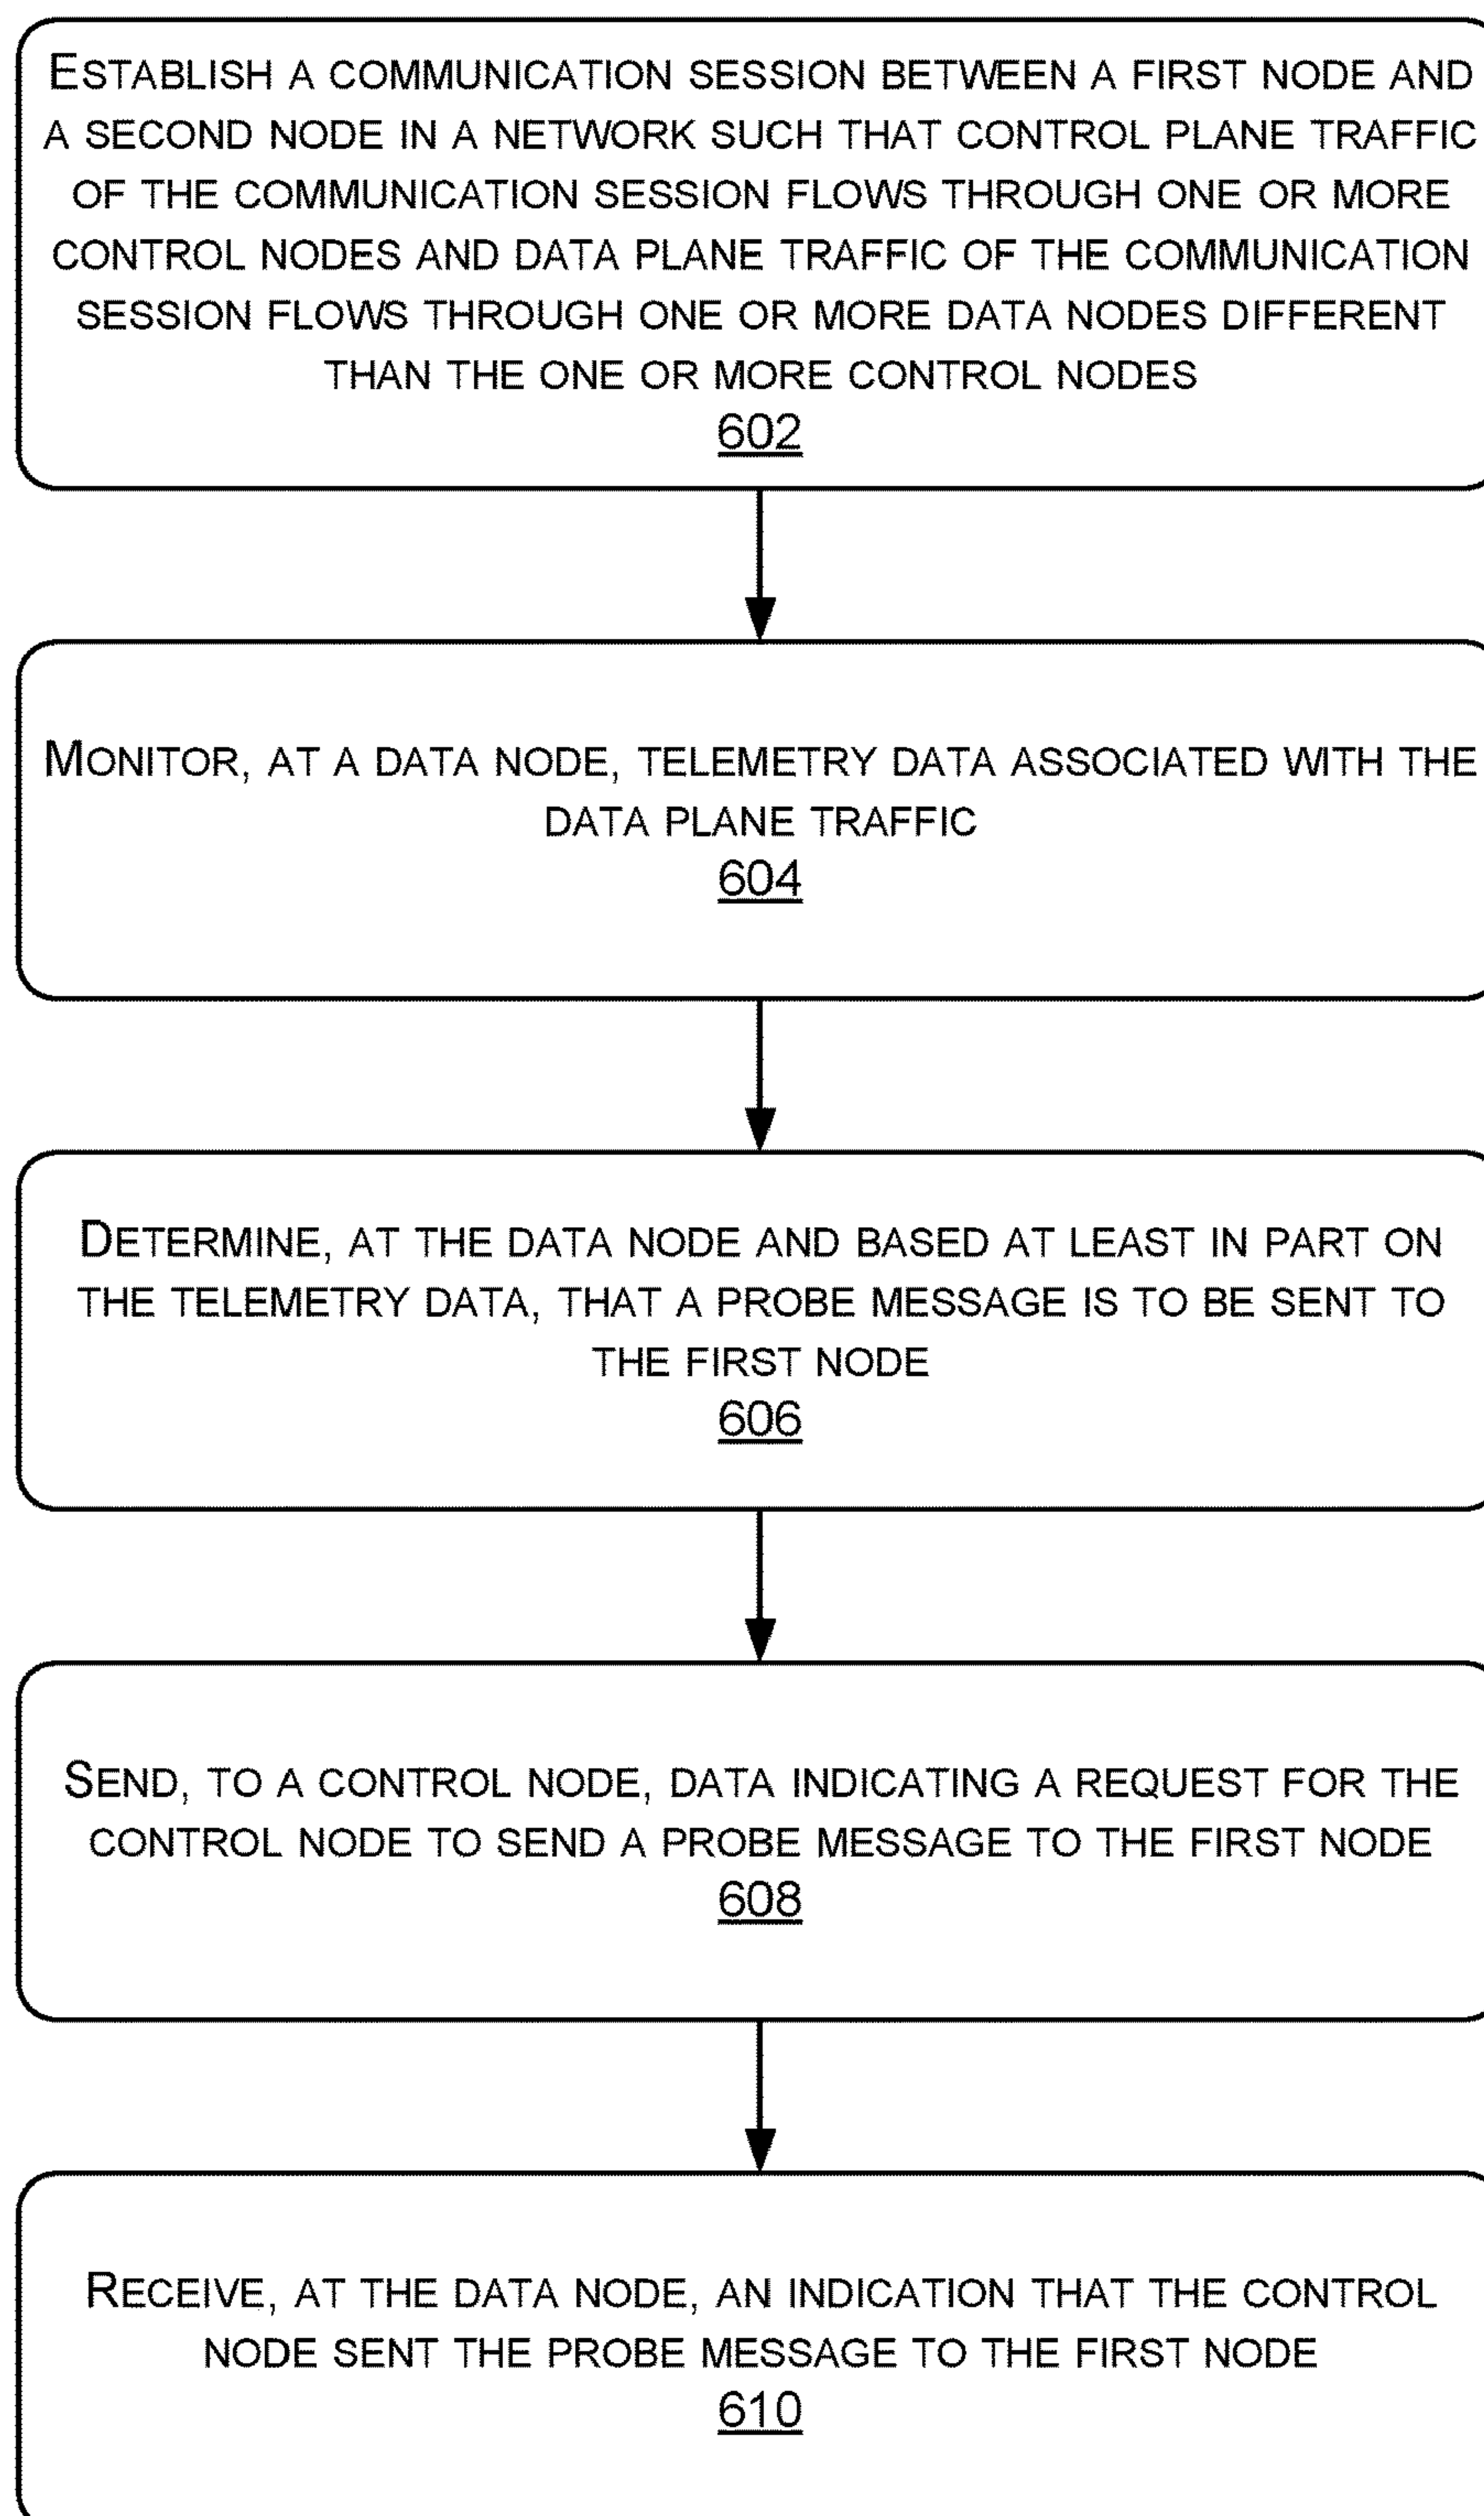 ESTABLISH A COMMUNICATION SESSION BETWEEN A FIRST NODE AND
A SECOND NODE IN A NETWORK SUCH THAT CONTROL PLANE TRAFFIC
OF THE COMMUNICATION SESSION FLOWS THROUGH ONE OR MORE
CONTROL NODES AND DATA PLANE TRAFFIC OF THE COMMUNICATION
SESSION FLOWS THROUGH ONE OR MORE DATA NODES DIFFERENT
THAN THE ONE OR MORE CONTROL NODES
602
MONITOR, AT A DATA NODE, TELEMETRY DATA ASSOCIATED WITH THE
DATA PLANE TRAFFIC
604
DETERMINE, AT THE DATA NODE AND BASED AT LEAST IN PART ON
THE TELEMETRY DATA, THAT A PROBE MESSAGE IS TO BE SENT TO
THE FIRST NODE
606
SEND, TO A CONTROL NODE, DATA INDICATING A REQUEST FOR THE
CONTROL NODE TO SEND A PROBE MESSAGE TO THE FIRST NODE
608
RECEIVE, AT THE DATA NODE, AN INDICATION THAT THE CONTROL
NODE SENT THE PROBE MESSAGE TO THE FIRST NODE
610